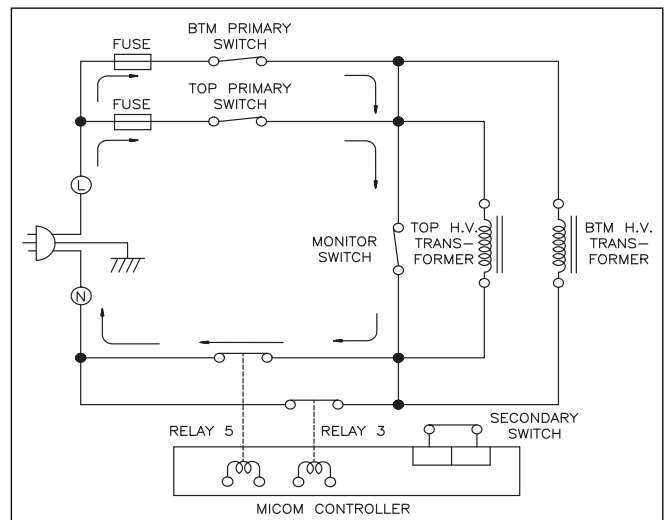 BTM PRIMARY
SWITCH
FUSE
TOP PRIMARY
SWITCH
FUSE
L
MONITOR
SWITCH
TOP H.V.
TRANS-
FORMER
BTM H.V.
TRANS-
FORMER
N
RELAY 5
RELAY 3
SECONDARY
SWITCH
MICOM CONTROLLER